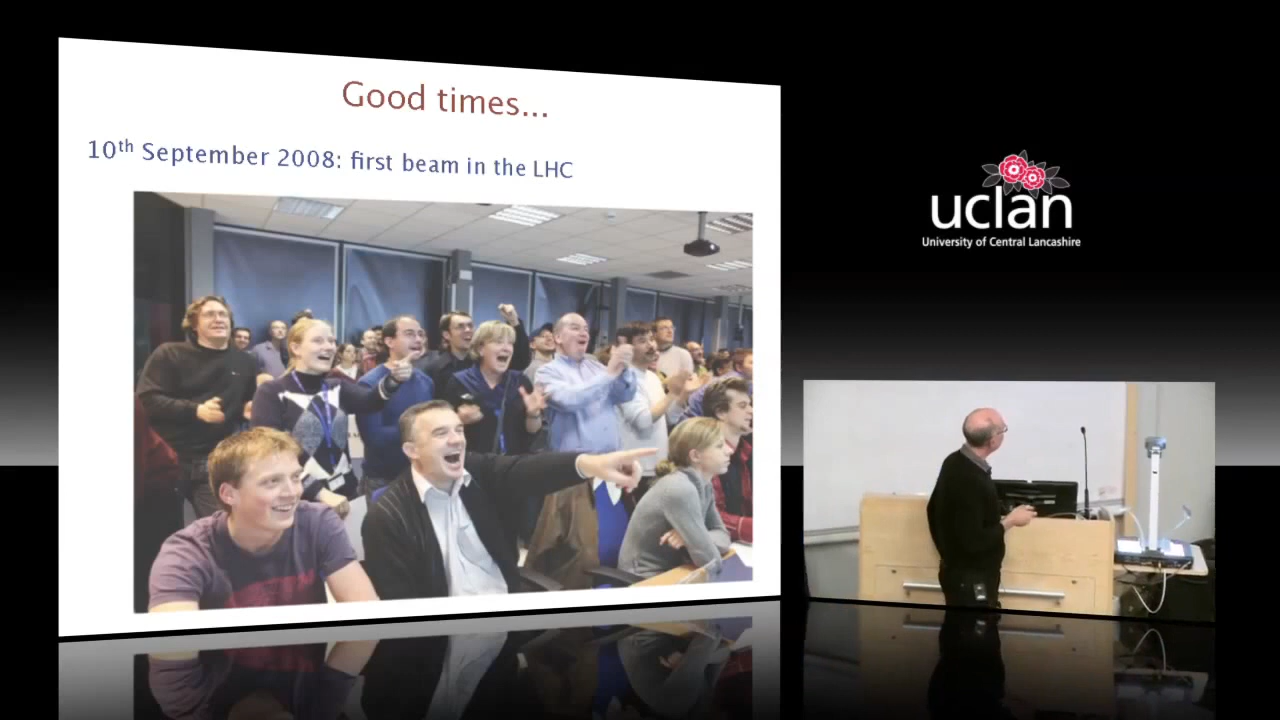 Good times...
10th September 2008: first beam in the LHC
uclan
University of Central Lancashire